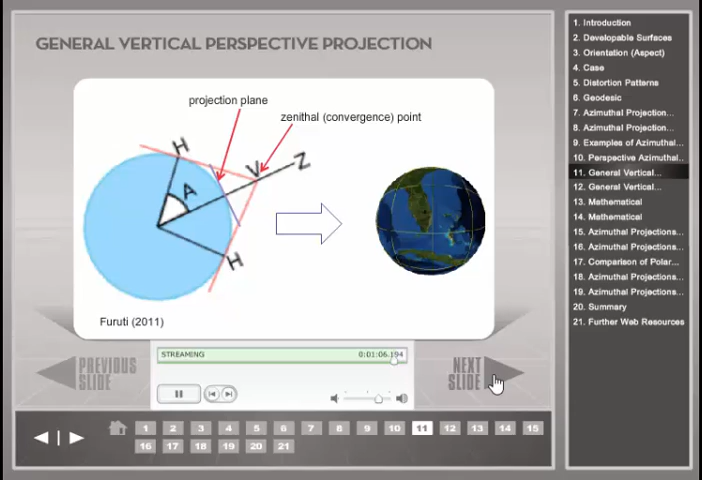 GENERAL VERTICAL PERSPECTIVE PROJECTION
projection plane
zenithal (convergence) point
H
A
V
Z
H
Furuti (2011)
PREVIOUS
SLIDE
STREAMING
0:01:06.194
NEXT
SLIDE
1 2 3 4 5 6 7 8 9 10 11 12 13 14 15
16 17 18 19 20 21
1. Introduction
2. Developable Surfaces
3. Orientation (Aspect)
4. Case
5. Distortion Patterns
6. Geodesic
7. Azimuthal Projection...
8. Azimuthal Projection...
9. Examples of Azimuthal...
10. Perspective Azimuthal...
11. General Vertical...
12. General Vertical...
13. Mathematical
14. Mathematical
15. Azimuthal Projections...
16. Azimuthal Projections...
17. Comparison of Polar...
18. Azimuthal Projections...
19. Azimuthal Projections...
20. Summary
21. Further Web Resources